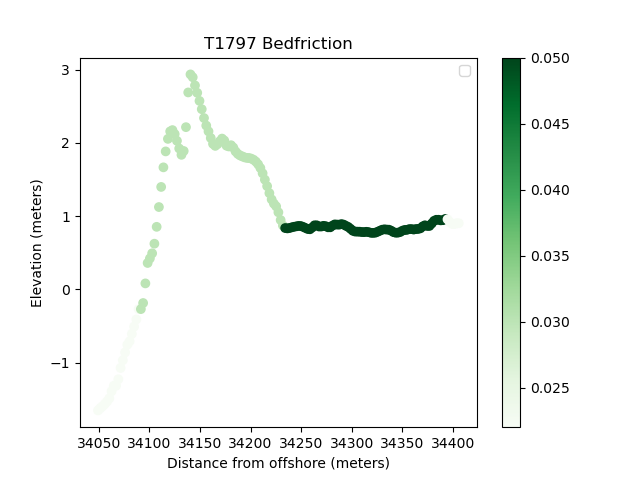 T1797 Bedfriction
3
2
1
0
−1
Elevation (meters)
34050 34100 34150 34200 34250 34300 34350 34400
Distance from offshore (meters)
0.050
0.045
0.040
0.035
0.030
0.025